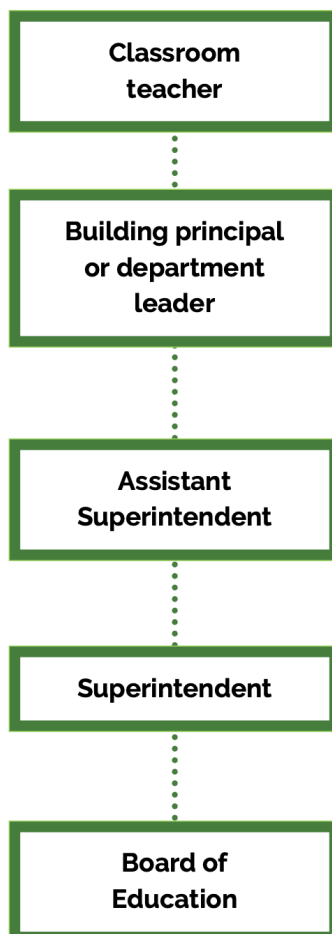 Classroom
teacher
Building principal
or department
leader
Assistant
Superintendent
Superintendent
Board of
Education